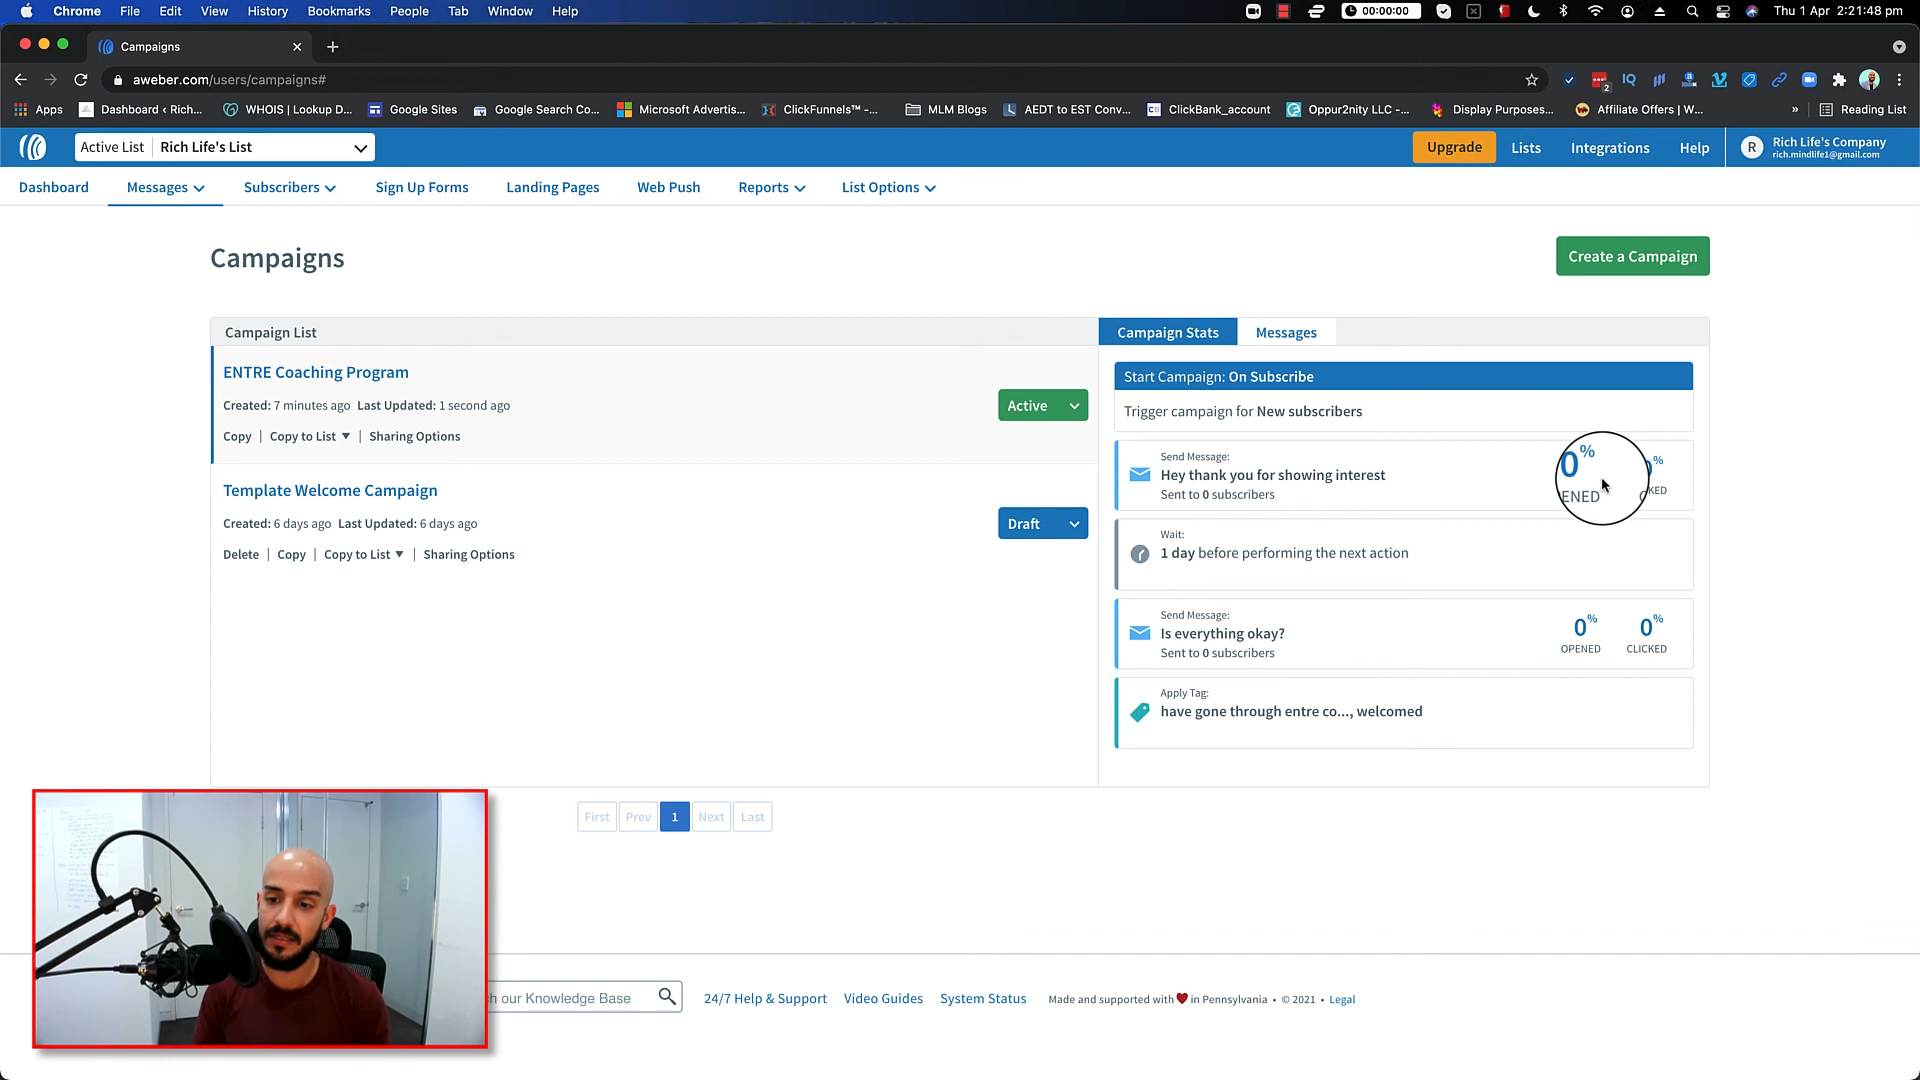 Chrome File Edit View History Bookmarks People Tab Window Help
00:00:00
Thu 1 Apr 2:21:48 pm
Campaigns
aweber.com/users/campaigns#
2
Apps Dashboard ‹ Rich... WHOIS | Lookup D... Google Sites Google Search Co... Microsoft Advertis... ClickFunnels™ -... MLM Blogs AEDT to EST Conv... ClickBank_account Oppur2nity LLC -... Display Purposes... Affiliate Offers | W... » Reading List
Active List Rich Life's List
Upgrade Lists Integrations Help R Rich Life's Company
rich.mindlife1@gmail.com
Dashboard Messages Subscribers Sign Up Forms Landing Pages Web Push Reports List Options
Campaigns
Create a Campaign
Campaign List
ENTRE Coaching Program
Created: 7 minutes ago Last Updated: 1 second ago
Active
Copy | Copy to List ▼ | Sharing Options
Template Welcome Campaign
Created: 6 days ago Last Updated: 6 days ago
Draft
Delete | Copy | Copy to List ▼ | Sharing Options
Campaign Stats Messages
Start Campaign: On Subscribe
Trigger campaign for New subscribers
Send Message:
Hey thank you for showing interest
Sent to 0 subscribers
0% %
ENED KED
Wait:
1 day before performing the next action
Send Message:
Is everything okay?
Sent to 0 subscribers
0% 0%
OPENED CLICKED
Apply Tag:
have gone through entre co..., welcomed
First Prev 1 Next Last
ch our Knowledge Base
24/7 Help & Support Video Guides System Status Made and supported with ❤ in Pennsylvania • © 2021 • Legal